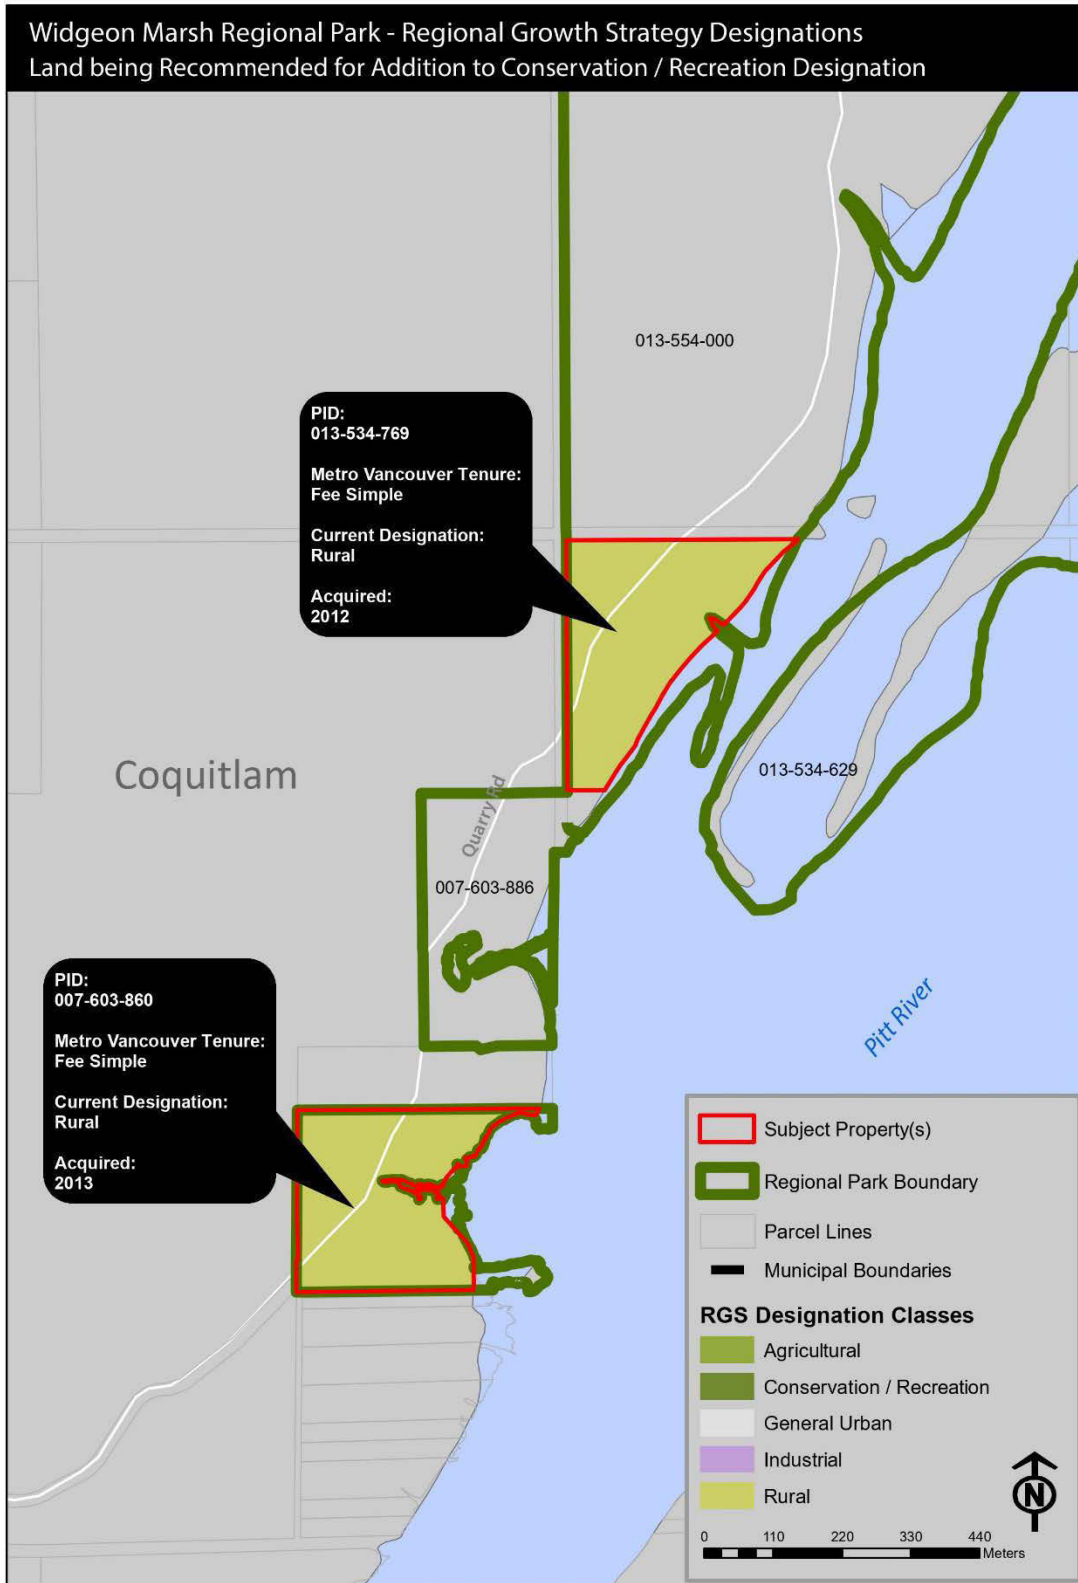 Widgeon Marsh Regional Park - Regional Growth Strategy Designations
Land being Recommended for Addition to Conservation / Recreation Designation
013-554-000
PID:
013-534-769
Metro Vancouver Tenure:
Fee Simple
Current Designation:
Rural
Acquired:
2012
Coquitlam
013-534-629
Quarry Rd
007-603-886
PID:
007-603-860
Metro Vancouver Tenure:
Fee Simple
Current Designation:
Rural
Acquired:
2013
Pitt River
Subject Property(s)
Regional Park Boundary
Parcel Lines
Municipal Boundaries
RGS Designation Classes
Agricultural
Conservation / Recreation
General Urban
Industrial
Rural
N
0 110 220 330 440
Meters